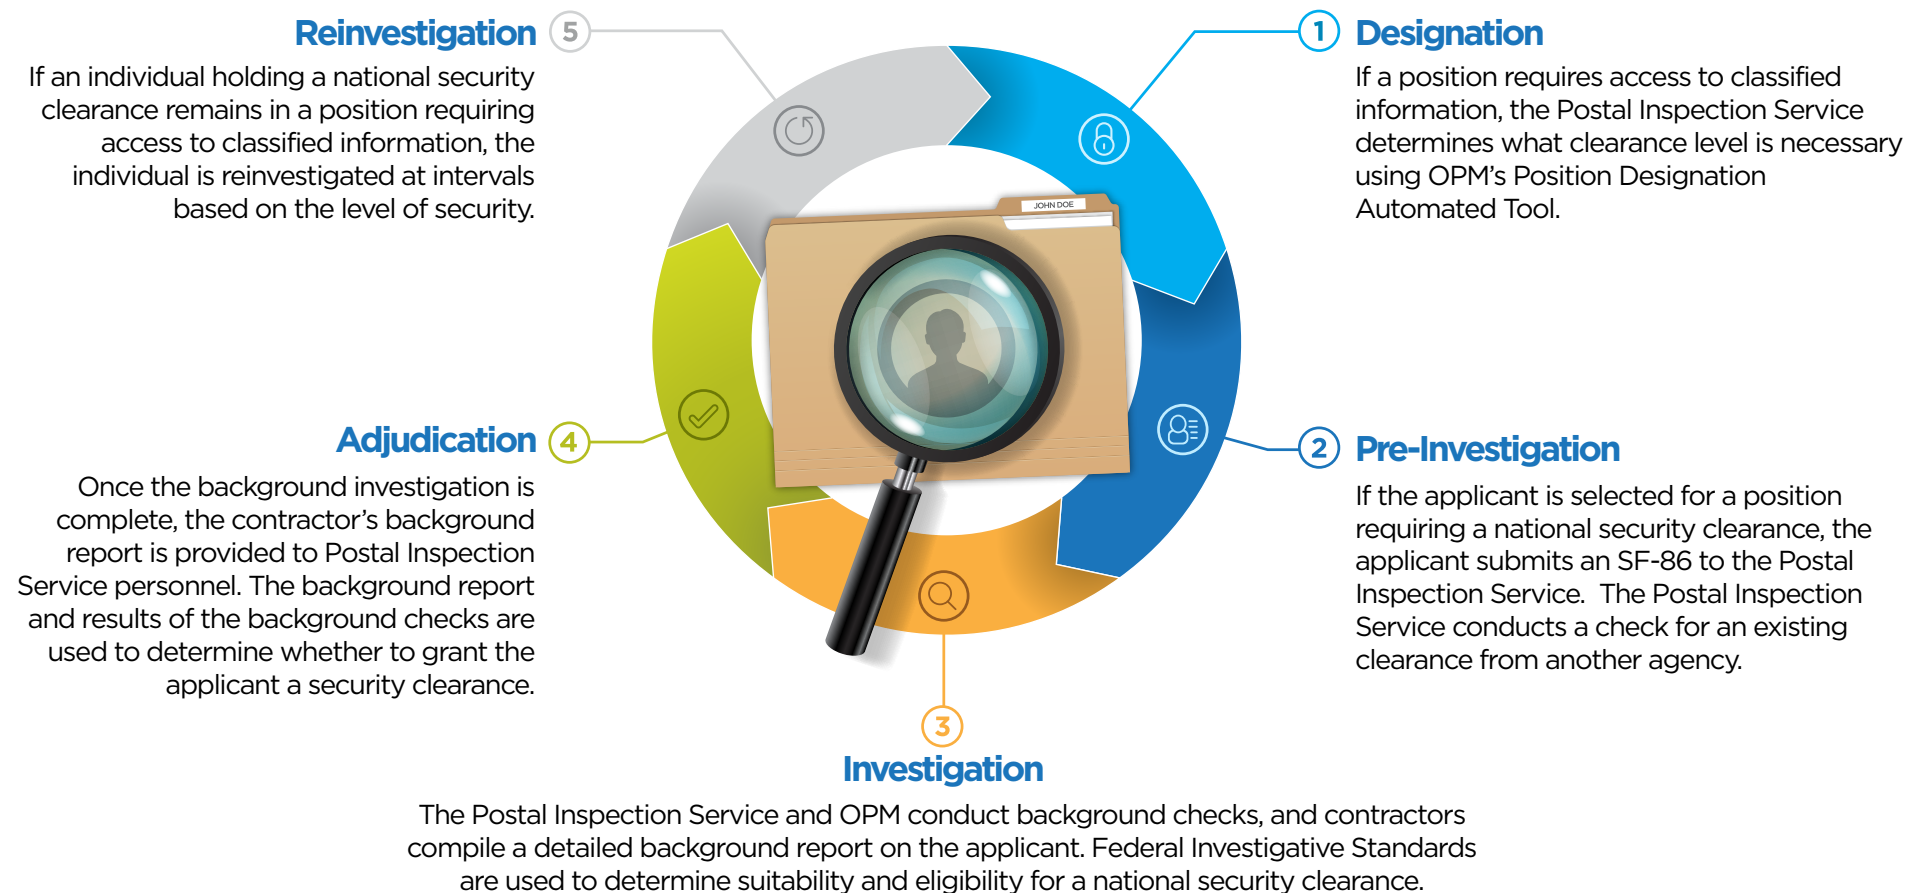 1 Designation
If a position requires access to classified
information, the Postal Inspection Service
determines what clearance level is necessary
using OPM's Position Designation
Automated Tool.
2 Pre-Investigation
If the applicant is selected for a position
requiring a national security clearance, the
applicant submits an SF-86 to the Postal
Inspection Service.  The Postal Inspection
Service conducts a check for an existing
clearance from another agency.
3
Investigation
The Postal Inspection Service and OPM conduct background checks, and contractors
compile a detailed background report on the applicant. Federal Investigative Standards
are used to determine suitability and eligibility for a national security clearance.
Adjudication 4
Once the background investigation is
complete, the contractor's background
report is provided to Postal Inspection
Service personnel. The background report
and results of the background checks are
used to determine whether to grant the
applicant a security clearance.
Reinvestigation 5
If an individual holding a national security
clearance remains in a position requiring
access to classified information, the
individual is reinvestigated at intervals
based on the level of security.
JOHN DOE